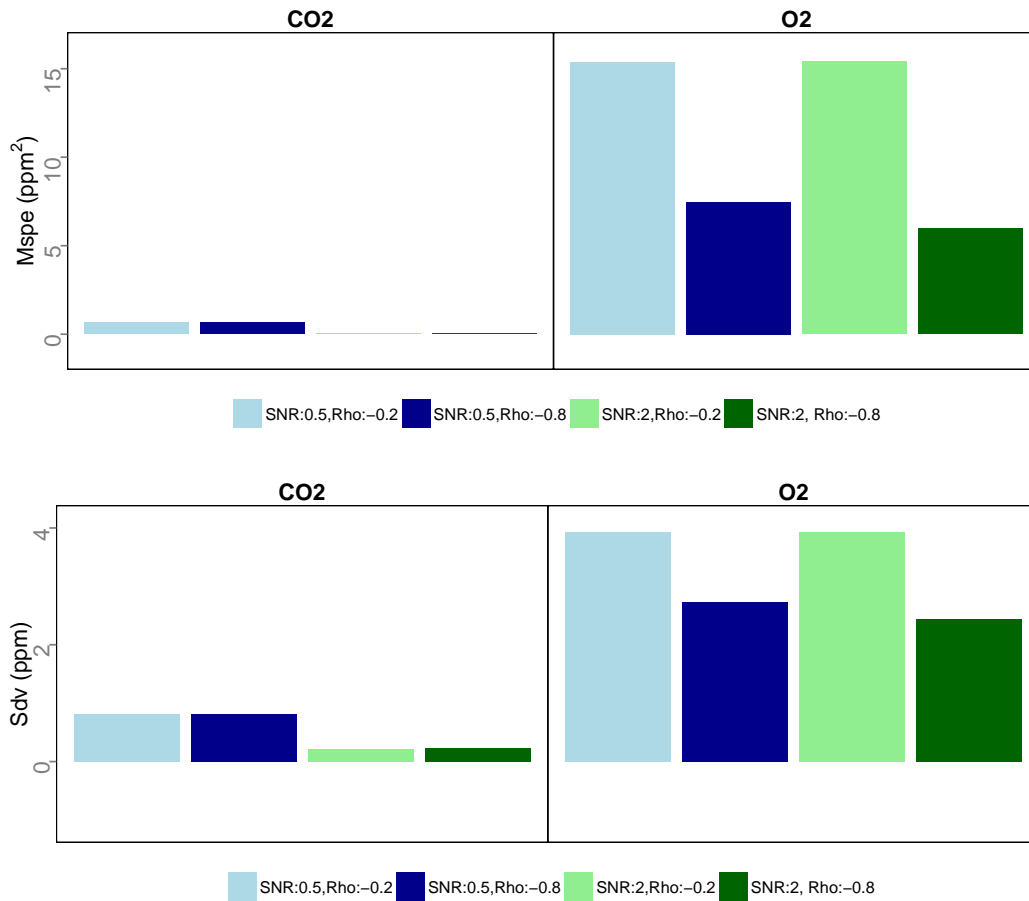 CO2 O2
Mspe (ppm²)
15
10
5
0
SNR:0.5,Rho:−0.2 SNR:0.5,Rho:−0.8 SNR:2,Rho:−0.2 SNR:2, Rho:−0.8
CO2 O2
Sdv (ppm)
4
2
0
SNR:0.5,Rho:−0.2 SNR:0.5,Rho:−0.8 SNR:2,Rho:−0.2 SNR:2, Rho:−0.8